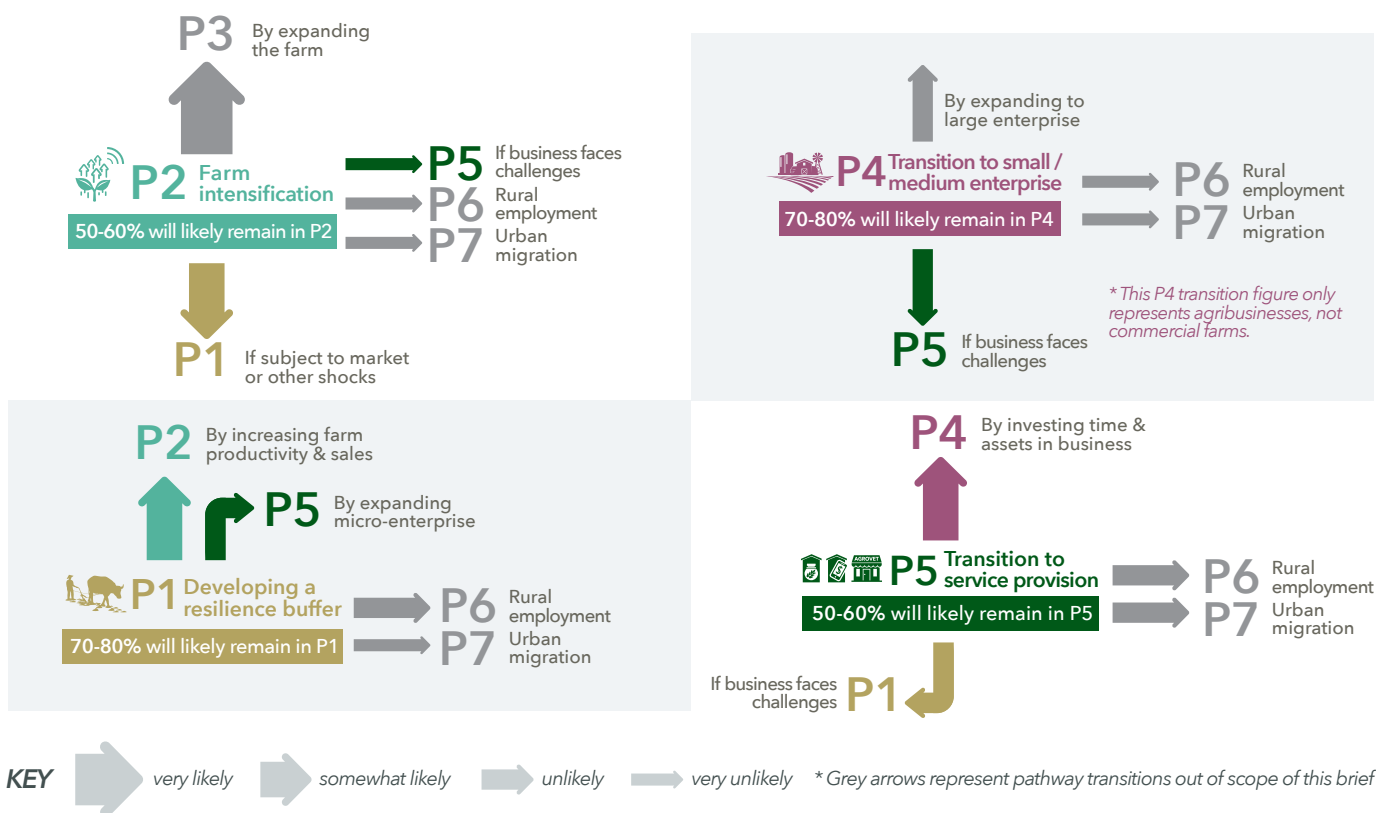 P3 By expanding
the farm
P2 Farm
intensification
50-60% will likely remain in P2
P5 If business faces
challenges
P6 Rural
employment
P7 Urban
migration
P1 If subject to market
or other shocks
By expanding to
large enterprise
P4 Transition to small /
medium enterprise
70-80% will likely remain in P4
P6 Rural
employment
P7 Urban
migration
* This P4 transition figure only
represents agribusinesses, not
commercial farms.
P5 If business faces
challenges
P2 By increasing farm
productivity & sales
P5 By expanding
micro-enterprise
P1 Developing a
resilience buffer
70-80% will likely remain in P1
P6 Rural
employment
P7 Urban
migration
P4 By investing time &
assets in business
AGROVET
P5 Transition to
service provision
50-60% will likely remain in P5
P6 Rural
employment
P7 Urban
migration
If business faces
challenges P1
KEY very likely somewhat likely unlikely very unlikely * Grey arrows represent pathway transitions out of scope of this brief